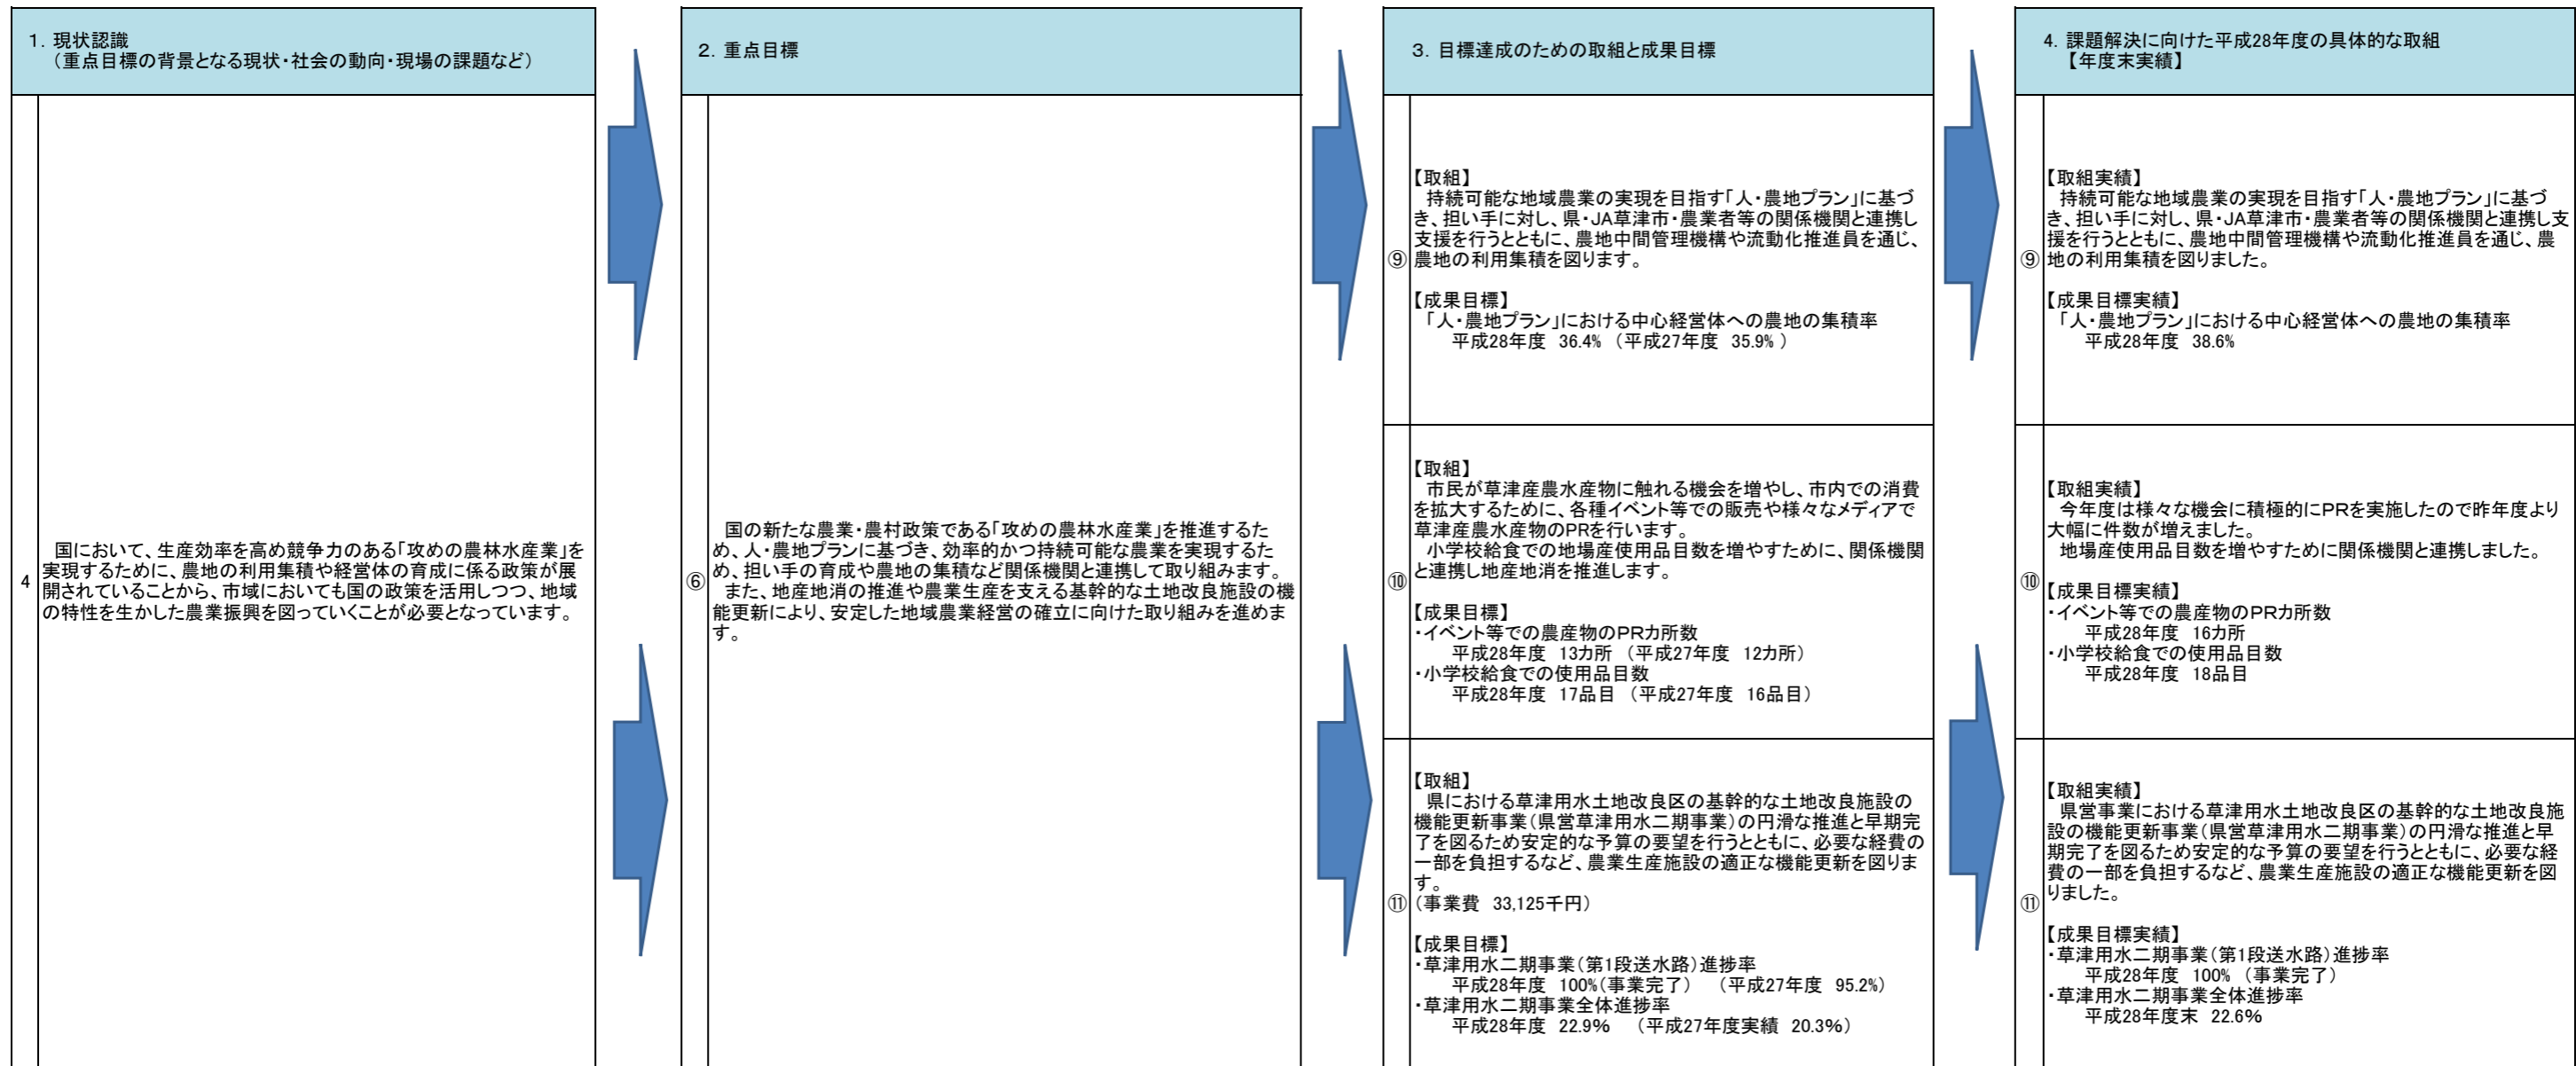 1. 現状認識
（重点目標の背景となる現状・社会の動向・現場の課題など）
2. 重点目標
3. 目標達成のための取組と成果目標
4. 課題解決に向けた平成28年度の具体的な取組
【年度末実績】
4
国において、生産効率を高め競争力のある「攻めの農林水産業」を
実現するために、農地の利用集積や経営体の育成に係る政策が展
開されていることから、市域においても国の政策を活用しつつ、地域
の特性を生かした農業振興を図っていくことが必要となっています。
⑥
国の新たな農業・農村政策である「攻めの農林水産業」を推進するた
め、人・農地プランに基づき、効率的かつ持続可能な農業を実現するた
め、担い手の育成や農地の集積など関係機関と連携して取り組みます。
また、地産地消の推進や農業生産を支える基幹的な土地改良施設の機
能更新により、安定した地域農業経営の確立に向けた取り組みを進めま
す。
⑨
【取組】
持続可能な地域農業の実現を目指す「人・農地プラン」に基づ
き、担い手に対し、県・JA草津市・農業者等の関係機関と連携し
支援を行うとともに、農地中間管理機構や流動化推進員を通じ、
農地の利用集積を図ります。
【成果目標】
「人・農地プラン」における中心経営体への農地の集積率
平成28年度 36.4% （平成27年度 35.9% ）
⑨
【取組実績】
持続可能な地域農業の実現を目指す「人・農地プラン」に基づ
き、担い手に対し、県・JA草津市・農業者等の関係機関と連携し支
援を行うとともに、農地中間管理機構や流動化推進員を通じ、農
地の利用集積を図りました。
【成果目標実績】
「人・農地プラン」における中心経営体への農地の集積率
平成28年度 38.6%
⑩
【取組】
市民が草津産農水産物に触れる機会を増やし、市内での消費
を拡大するために、各種イベント等での販売や様々なメディアで
草津産農水産物のPRを行います。
小学校給食での地場産使用品目数を増やすために、関係機関
と連携し地産地消を推進します。
【成果目標】
・イベント等での農産物のPRカ所数
平成28年度 13カ所 （平成27年度 12カ所）
・小学校給食での使用品目数
平成28年度 17品目 （平成27年度 16品目）
⑩
【取組実績】
今年度は様々な機会に積極的にPRを実施したので昨年度より
大幅に件数が増えました。
地場産使用品目数を増やすために関係機関と連携しました。
【成果目標実績】
・イベント等での農産物のPRカ所数
平成28年度 16カ所
・小学校給食での使用品目数
平成28年度 18品目
⑪
【取組】
県における草津用水土地改良区の基幹的な土地改良施設の
機能更新事業（県営草津用水二期事業）の円滑な推進と早期完
了を図るため安定的な予算の要望を行うとともに、必要な経費の
一部を負担するなど、農業生産施設の適正な機能更新を図りま
す。
（事業費 33,125千円）
【成果目標】
・草津用水二期事業（第1段送水路）進捗率
平成28年度 100%（事業完了） （平成27年度 95.2%）
・草津用水二期事業全体進捗率
平成28年度 22.9% （平成27年度実績 20.3%）
⑪
【取組実績】
県営事業における草津用水土地改良区の基幹的な土地改良施
設の機能更新事業（県営草津用水二期事業）の円滑な推進と早
期完了を図るため安定的な予算の要望を行うとともに、必要な経
費の一部を負担するなど、農業生産施設の適正な機能更新を図
りました。
【成果目標実績】
・草津用水二期事業（第1段送水路）進捗率
平成28年度 100% （事業完了）
・草津用水二期事業全体進捗率
平成28年度末 22.6%